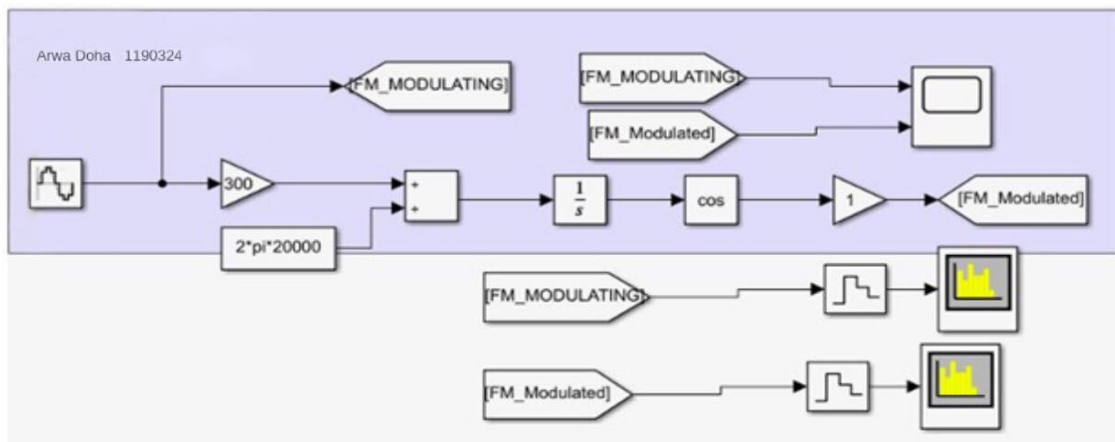 Arwa Doha 1190324
[FM_MODULATING]
[FM_MODULATING]
[FM_Modulated]
300
+
+
1
s
cos
1
[FM_Modulated]
2*pi*20000
[FM_MODULATING]
[FM_Modulated]